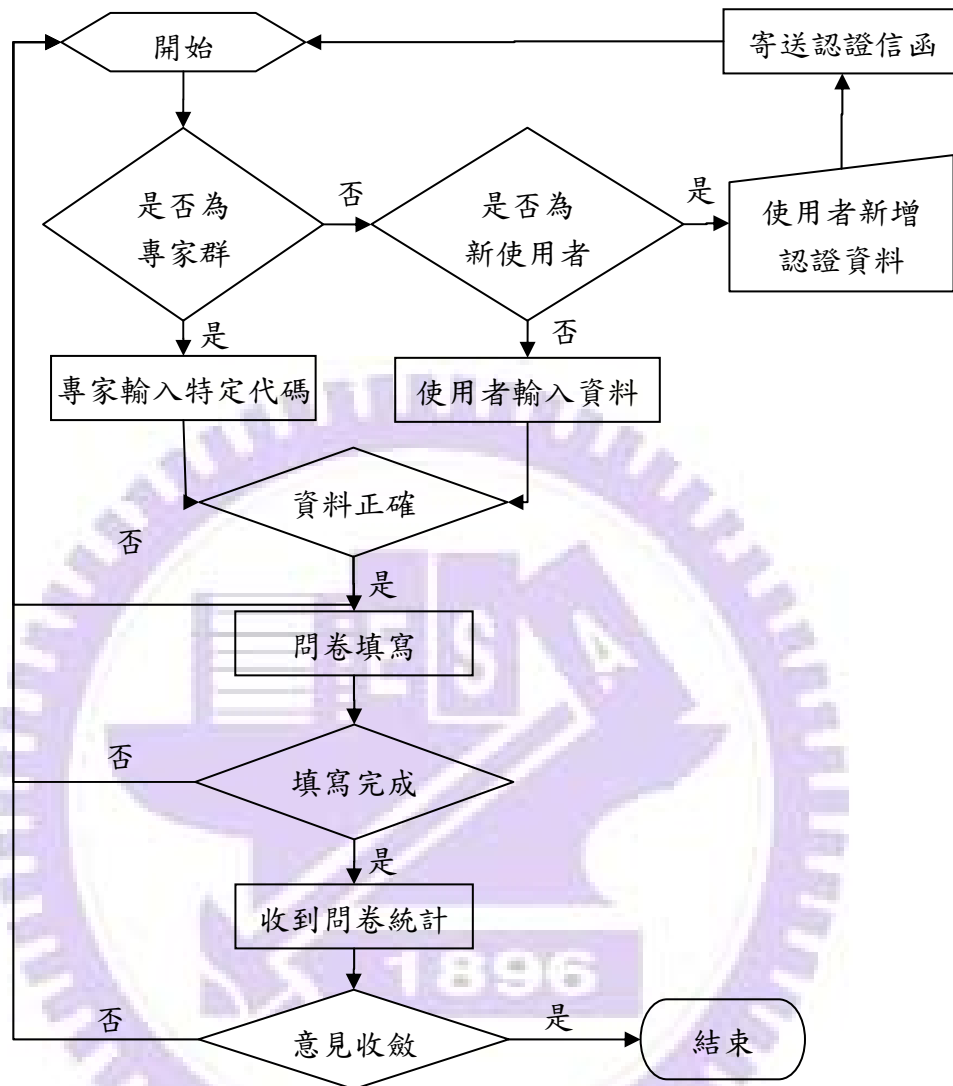 開始
寄送認證信函
是否為
專家群
否
是否為
新使用者
是
使用者新增
認證資料
是
否
專家輸入特定代碼
使用者輸入資料
資料正確
否
是
問卷填寫
ESA
否
填寫完成
是
收到問卷統計
1896
否
意見收斂
是
結束